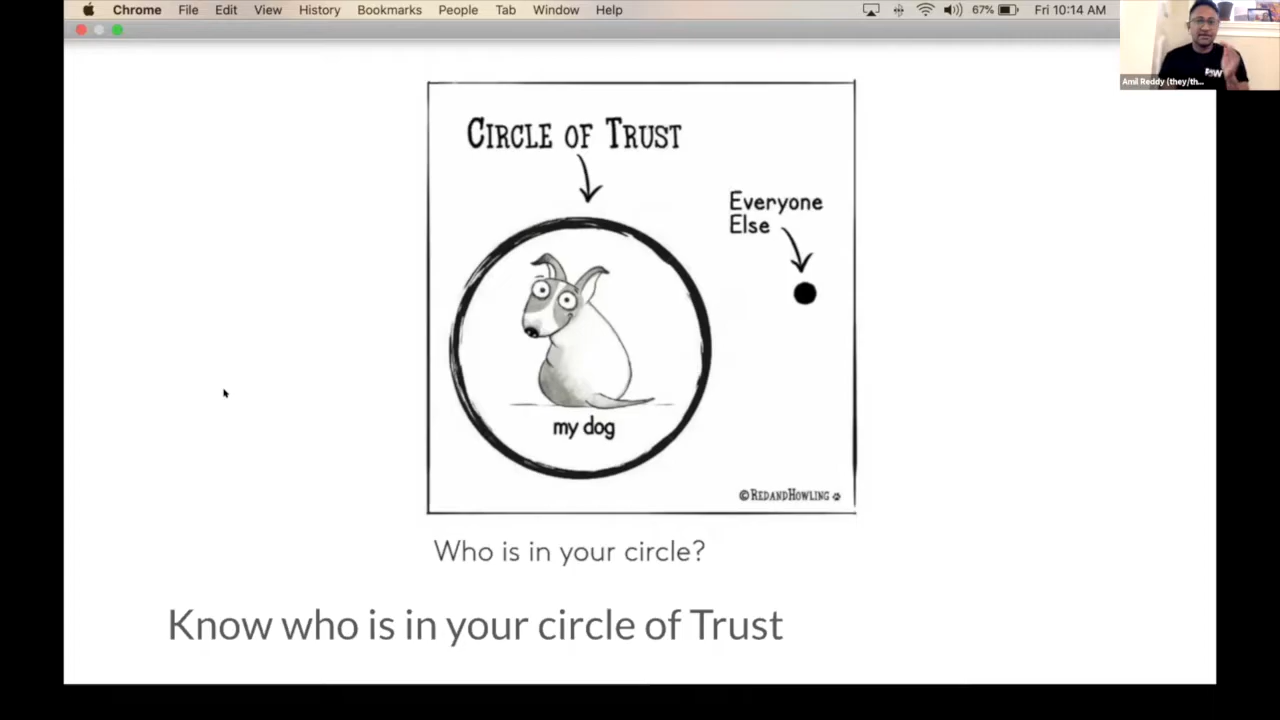 Chrome File Edit View History Bookmarks People Tab Window Help 67% Fri 10:14 AM
Amil Reddy (they/th...
CIRCLE OF TRUST
Everyone
Else
my dog
©REDANDHOWLING
Who is in your circle?
Know who is in your circle of Trust